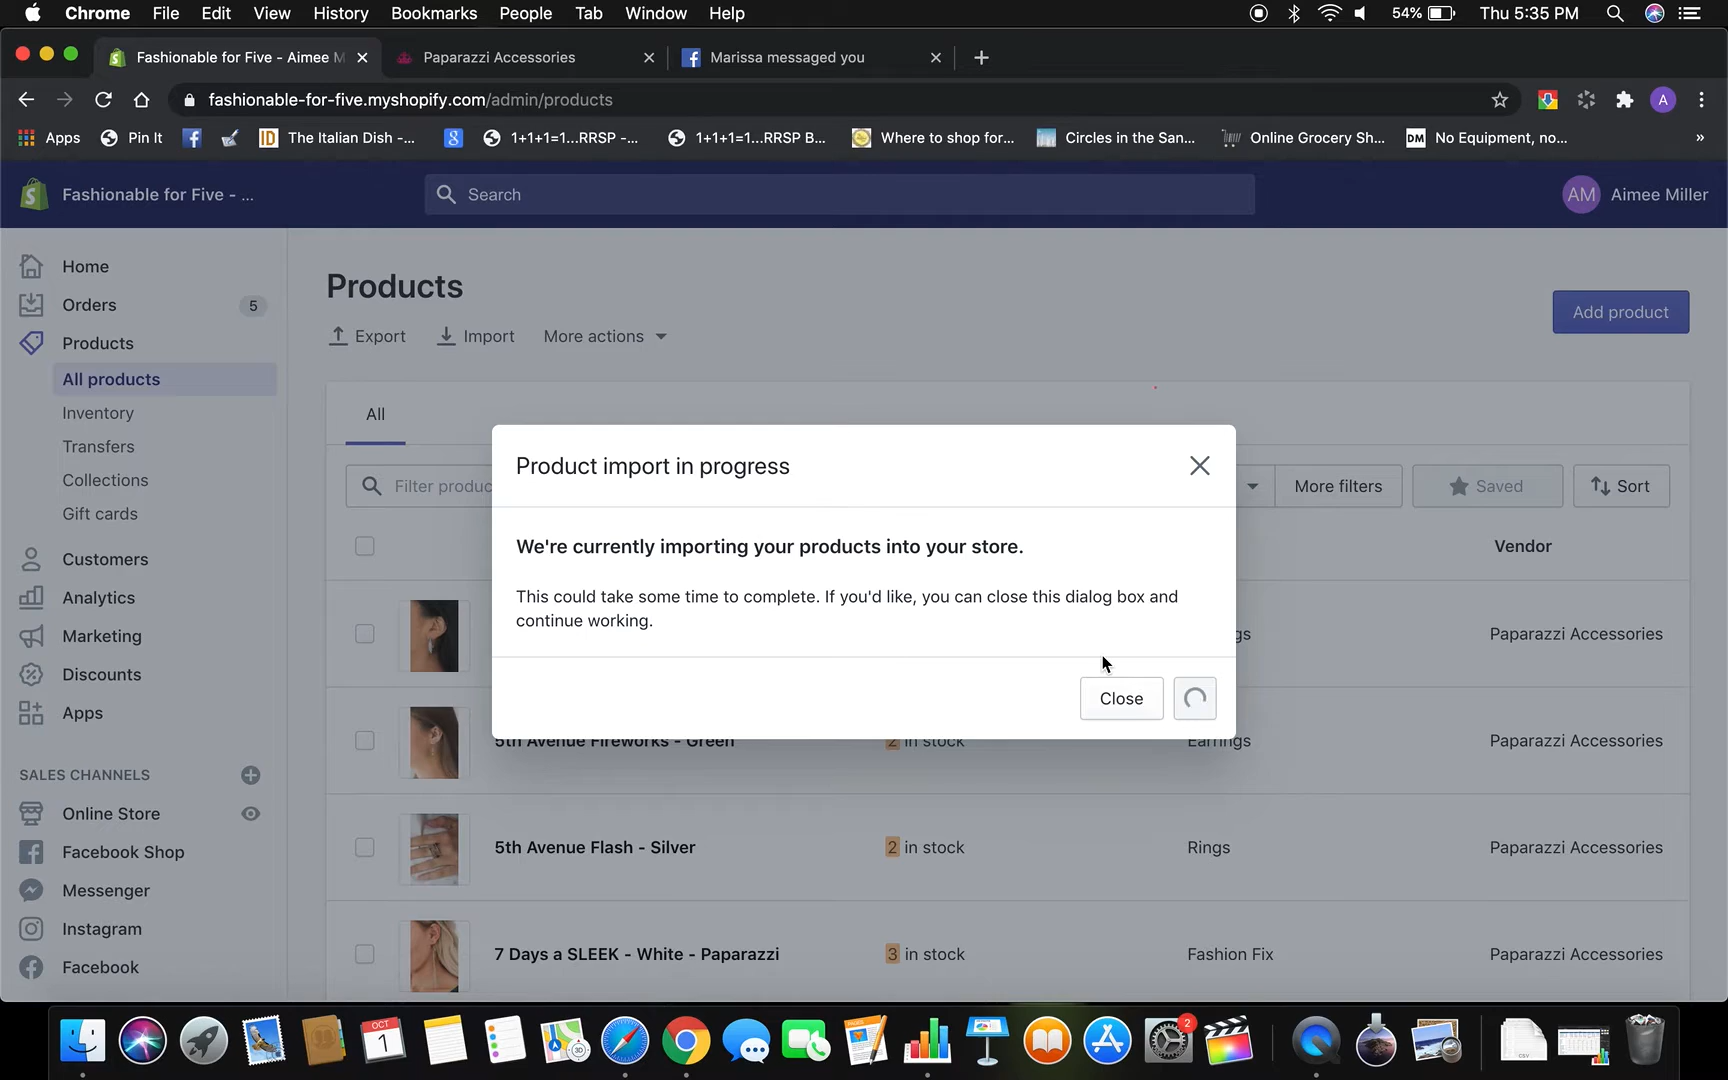 Chrome File Edit View History Bookmarks People Tab Window Help 54% Thu 5:35 PM
Fashionable for Five - Aimee M Paparazzi Accessories Marissa messaged you
fashionable-for-five.myshopify.com/admin/products A
Apps Pin It The Italian Dish -... 1+1+1=1...RRSP -... 1+1+1=1...RRSP B... Where to shop for... Circles in the San... Online Grocery Sh... DM No Equipment, no... »
Fashionable for Five - ... Search AM Aimee Miller
Home
Orders 5
Products
All products
Inventory
Transfers
Collections
Gift cards
Customers
Analytics
Marketing
Discounts
Apps
SALES CHANNELS
Online Store
Facebook Shop
Messenger
Instagram
Facebook
Products
Export Import More actions
Add product
All
Filter produc More filters Saved Sort
Vendor
Product import in progress
We're currently importing your products into your store.
This could take some time to complete. If you'd like, you can close this dialog box and
continue working.
Close
gs Paparazzi Accessories
5th Avenue Fireworks - Green 2 in stock Earrings Paparazzi Accessories
5th Avenue Flash - Silver 2 in stock Rings Paparazzi Accessories
7 Days a SLEEK - White - Paparazzi 3 in stock Fashion Fix Paparazzi Accessories
OCT
1
3D
PAGES
2
CSV